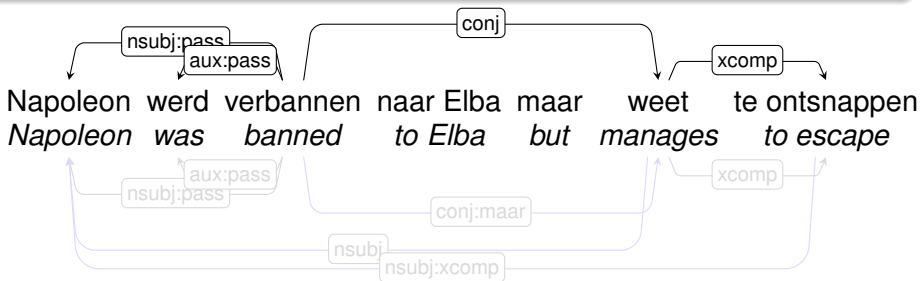 conj
nsubj:pass
aux:pass
xcomp
Napoleon werd verbannen naar Elba maar weet te ontsnappen
Napoleon was banned to Elba but manages to escape
aux:pass
xcomp
nsubj:pass
conj:maar
nsubj
nsubj:xcomp